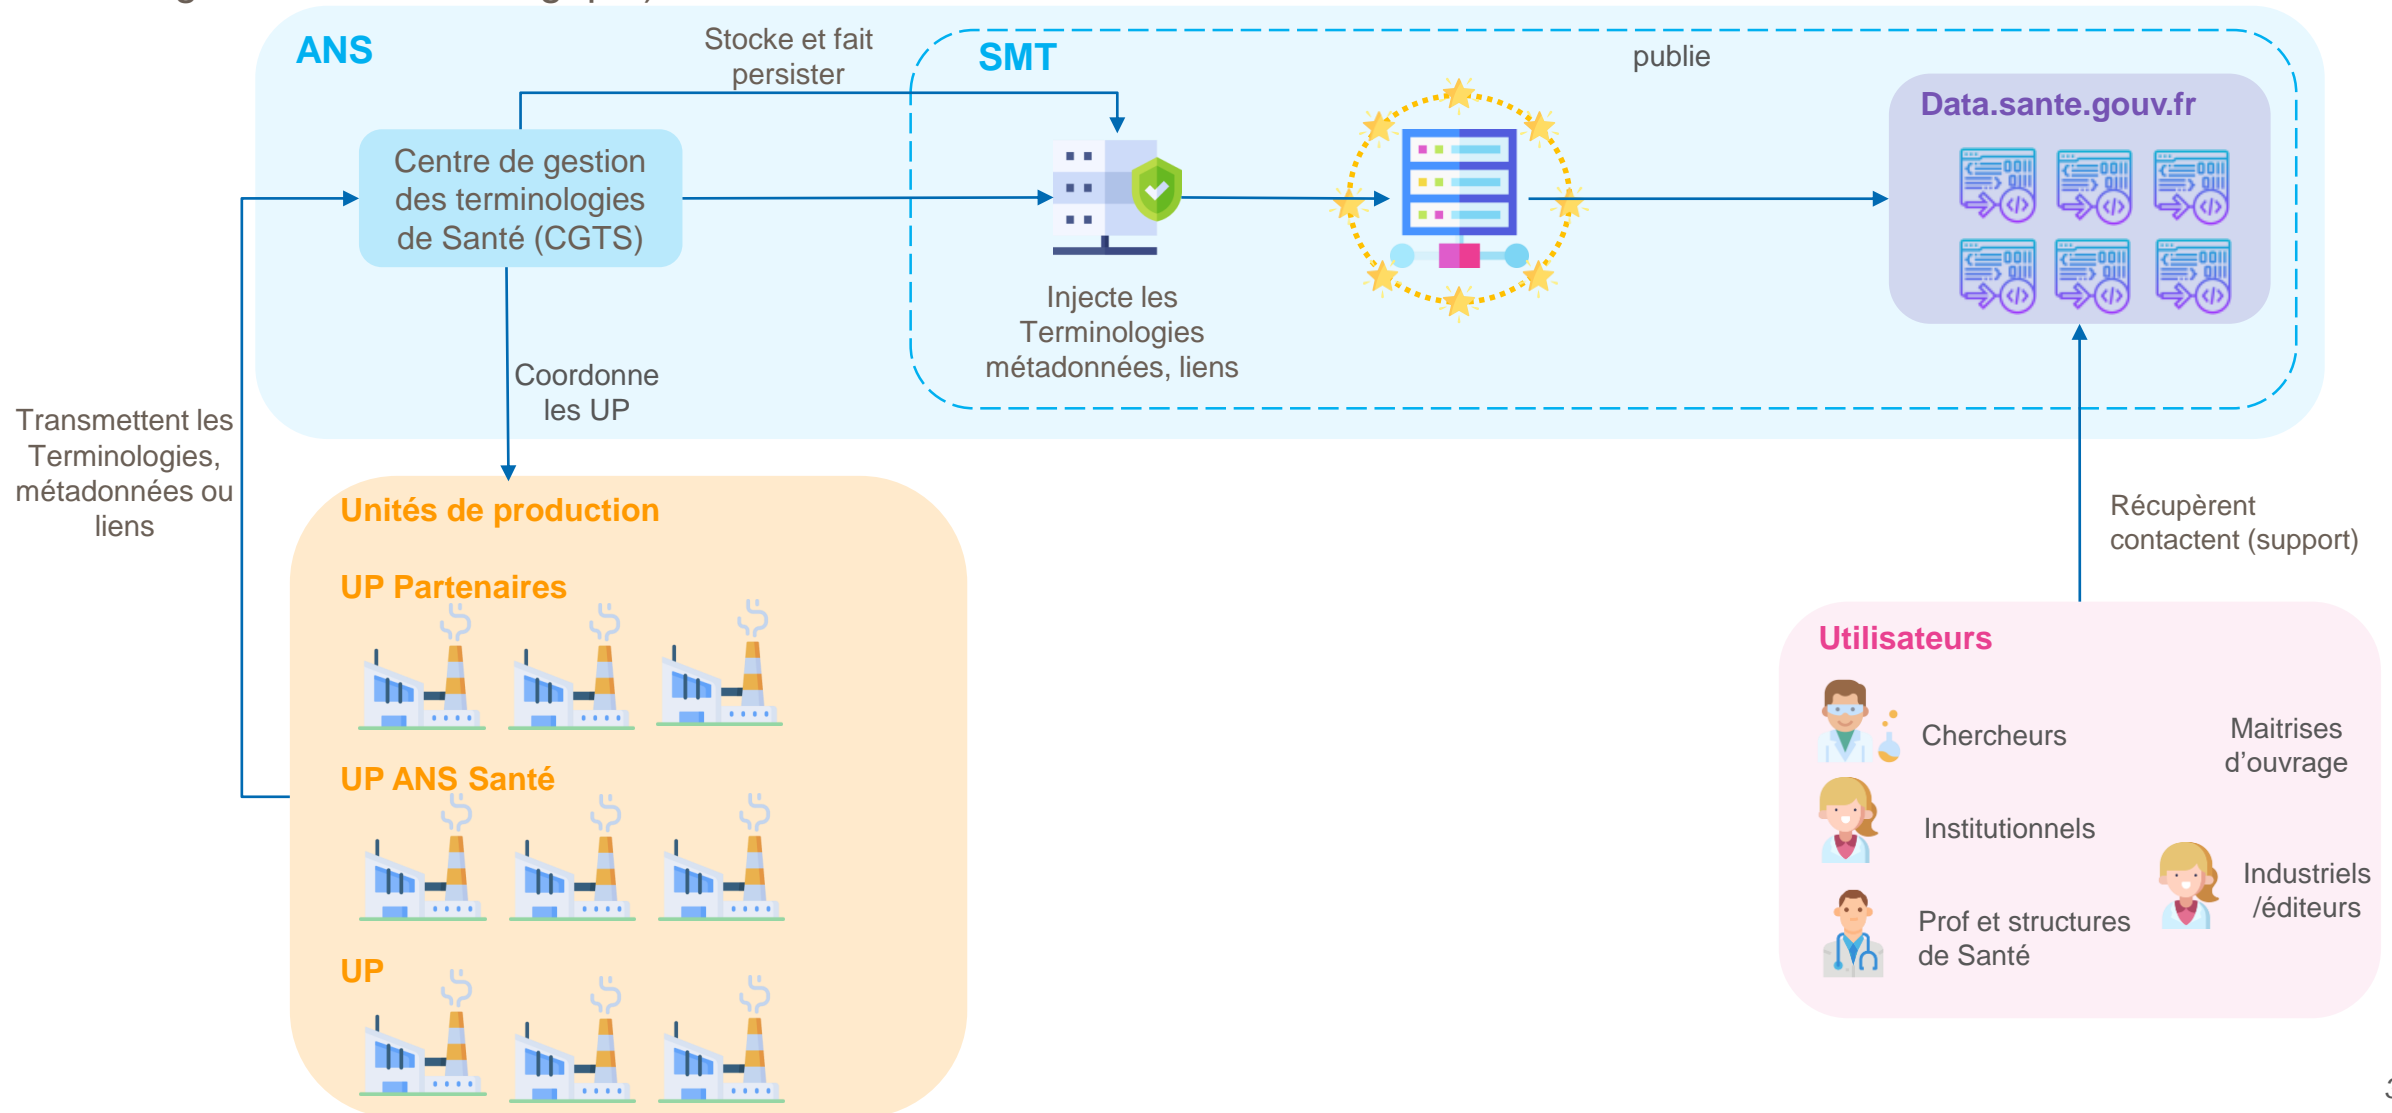 ANS
Stocke et fait
persister
SMT
publie
Data.sante.gouv.fr
Centre de gestion
des terminologies
de Santé (CGTS)
Injecte les
Terminologies
métadonnées, liens
Coordonne
les UP
Transmettent les
Terminologies,
métadonnées ou
liens
Unités de production
UP Partenaires
UP ANS Santé
UP
Récupèrent
contactent (support)
Utilisateurs
Chercheurs
Maitrises
d’ouvrage
Institutionnels
Industriels
/éditeurs
Prof et structures
de Santé